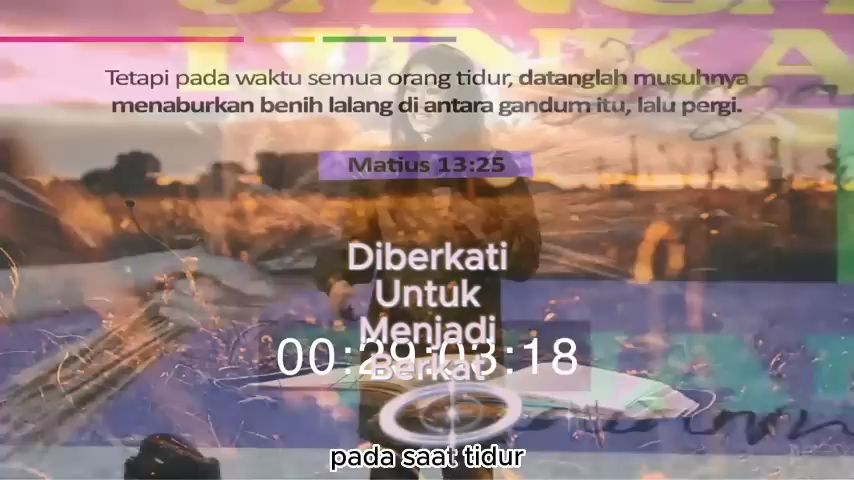 Tetapi pada waktu semua orang tidur, datanglah musuhnya
menaburkan benih lalang di antara gandum itu, lalu pergi.
Matius 13:25
Diberkati
Untuk
Menjadi
Berkat
00:29:03:18
pada saat tidur